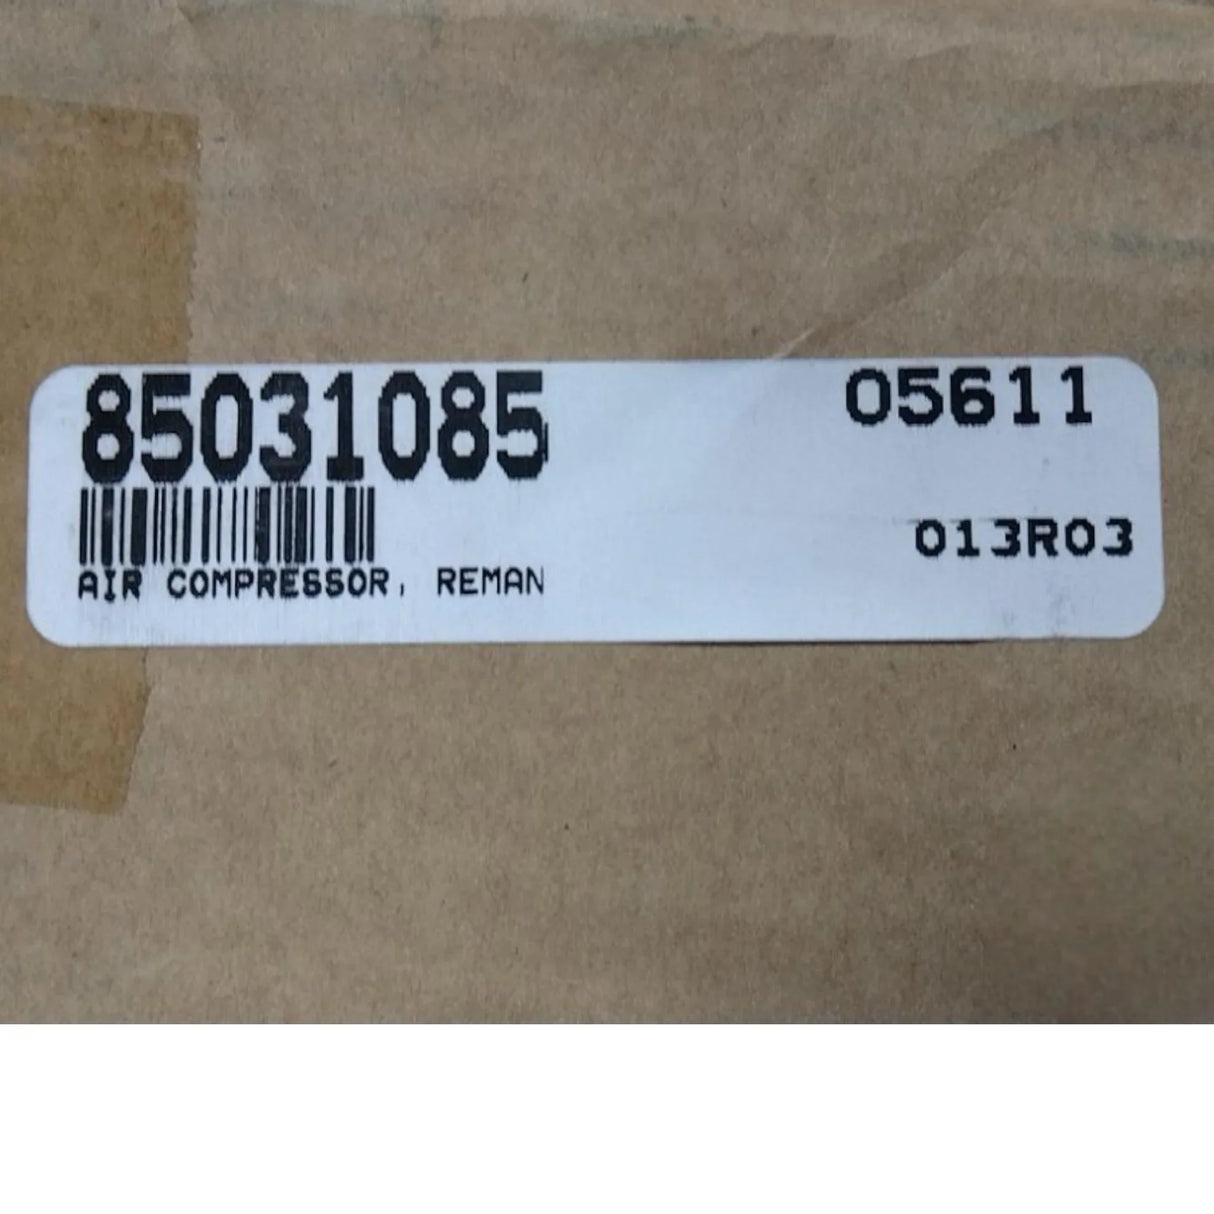 85031085 05611
013R03
AIR COMPRESSOR, REMAN